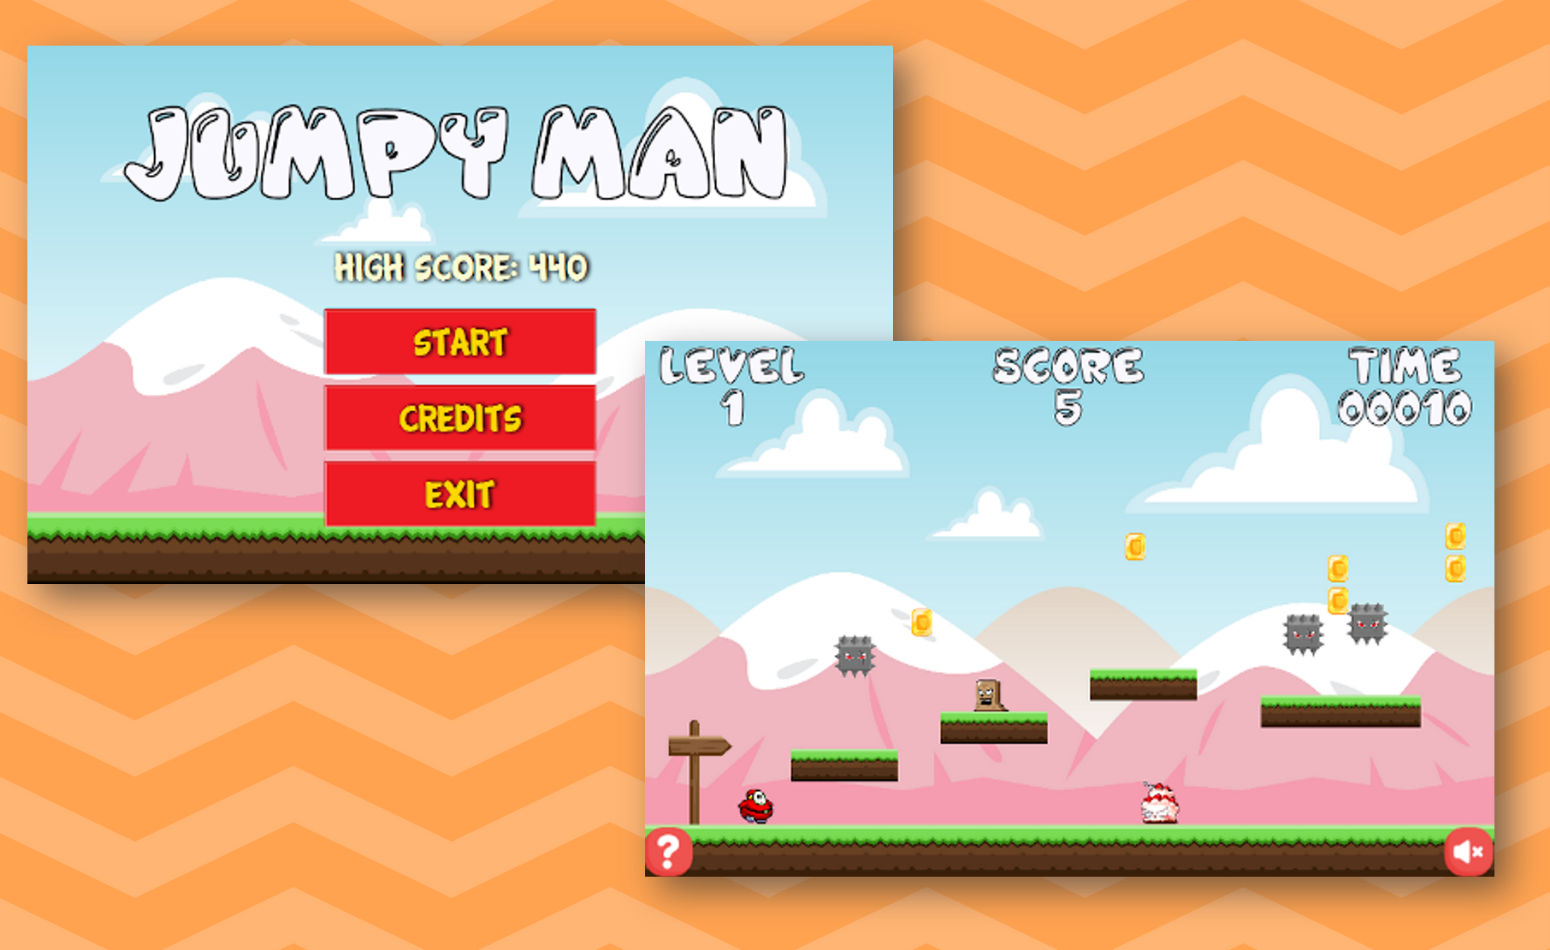 JUMPY MAN
HIGH SCORE: 440
START
CREDITS
EXIT
LEVEL
1
SCORE
5
TIME
00010
?